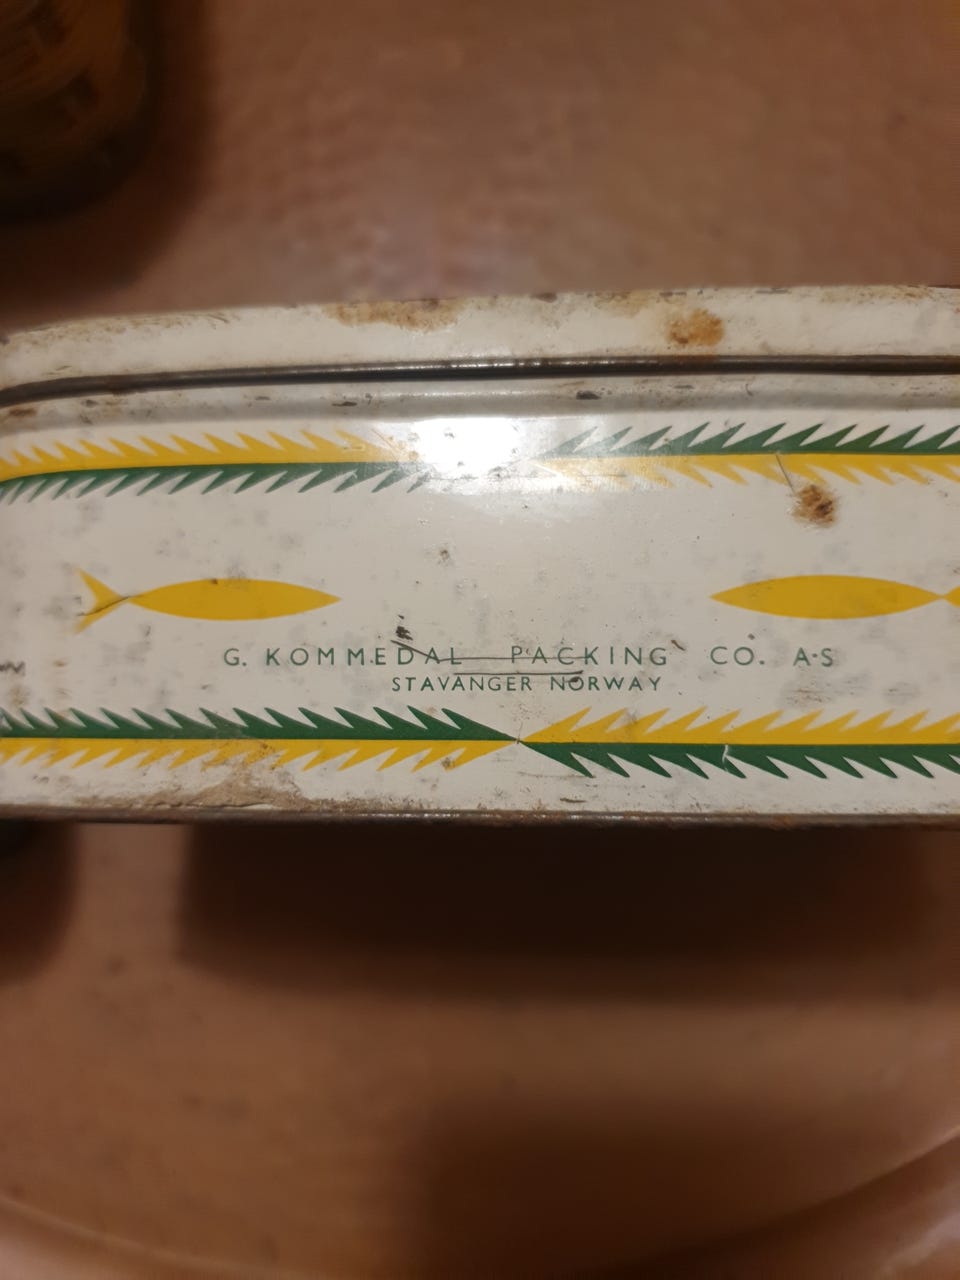 G. KOMMEDAL PACKING CO. A·S
STAVANGER NORWAY